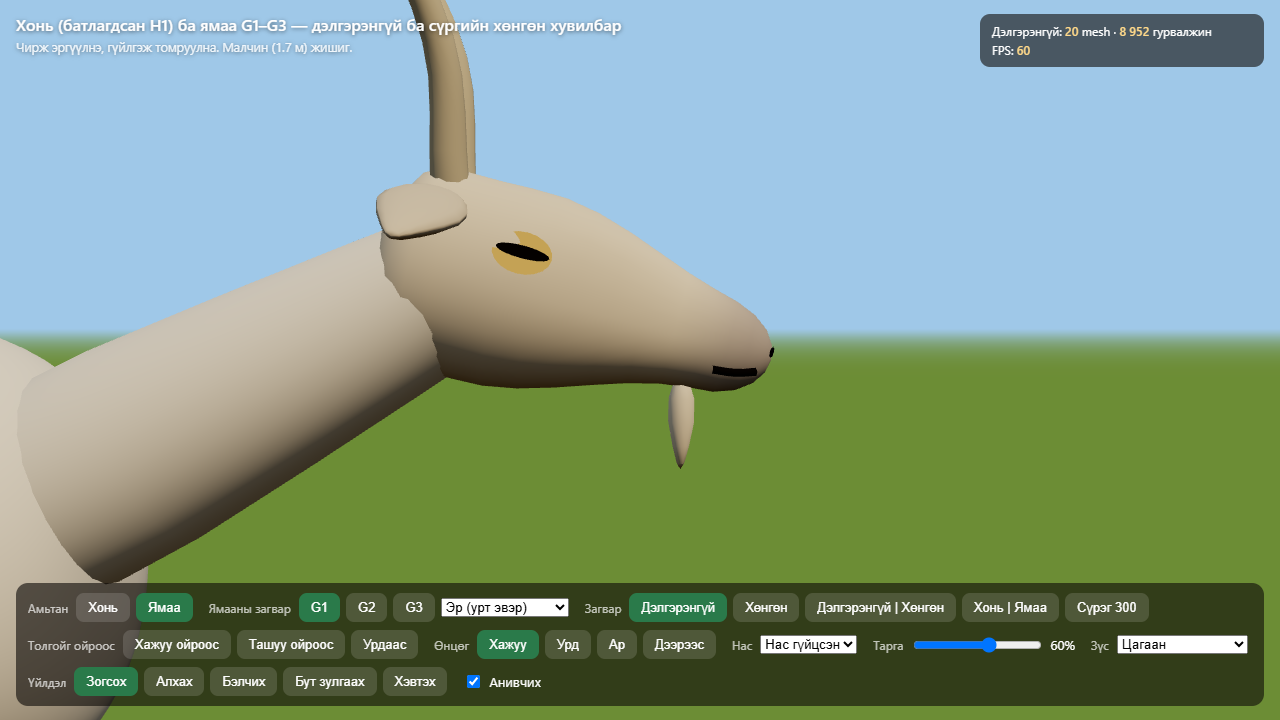 Хонь (батлагдсан H1) ба ямаа G1–G3 — дэлгэрэнгүй ба сүргийн хөнгөн хувилбар
Чирж эргүүлнэ, гүйлгэж томруулна. Малчин (1.7 м) жишиг.
Дэлгэрэнгүй: 20 mesh · 8 952 гурвалжин
FPS: 60
Амьтан Хонь Ямаа Ямааны загвар G1 G2 G3 Эр (урт эвэр) Загвар Дэлгэрэнгүй Хөнгөн Дэлгэрэнгүй | Хөнгөн Хонь | Ямаа Сүрэг 300
Толгойг ойроос Хажуу ойроос Ташуу ойроос Урдаас Өнцөг Хажуу Урд Ар Дээрээс Нас Нас гүйцсэн Тарга 60% Зүс Цагаан
Үйлдэл Зогсох Алхах Бэлчих Бут зулгаах Хэвтэх Анивчих